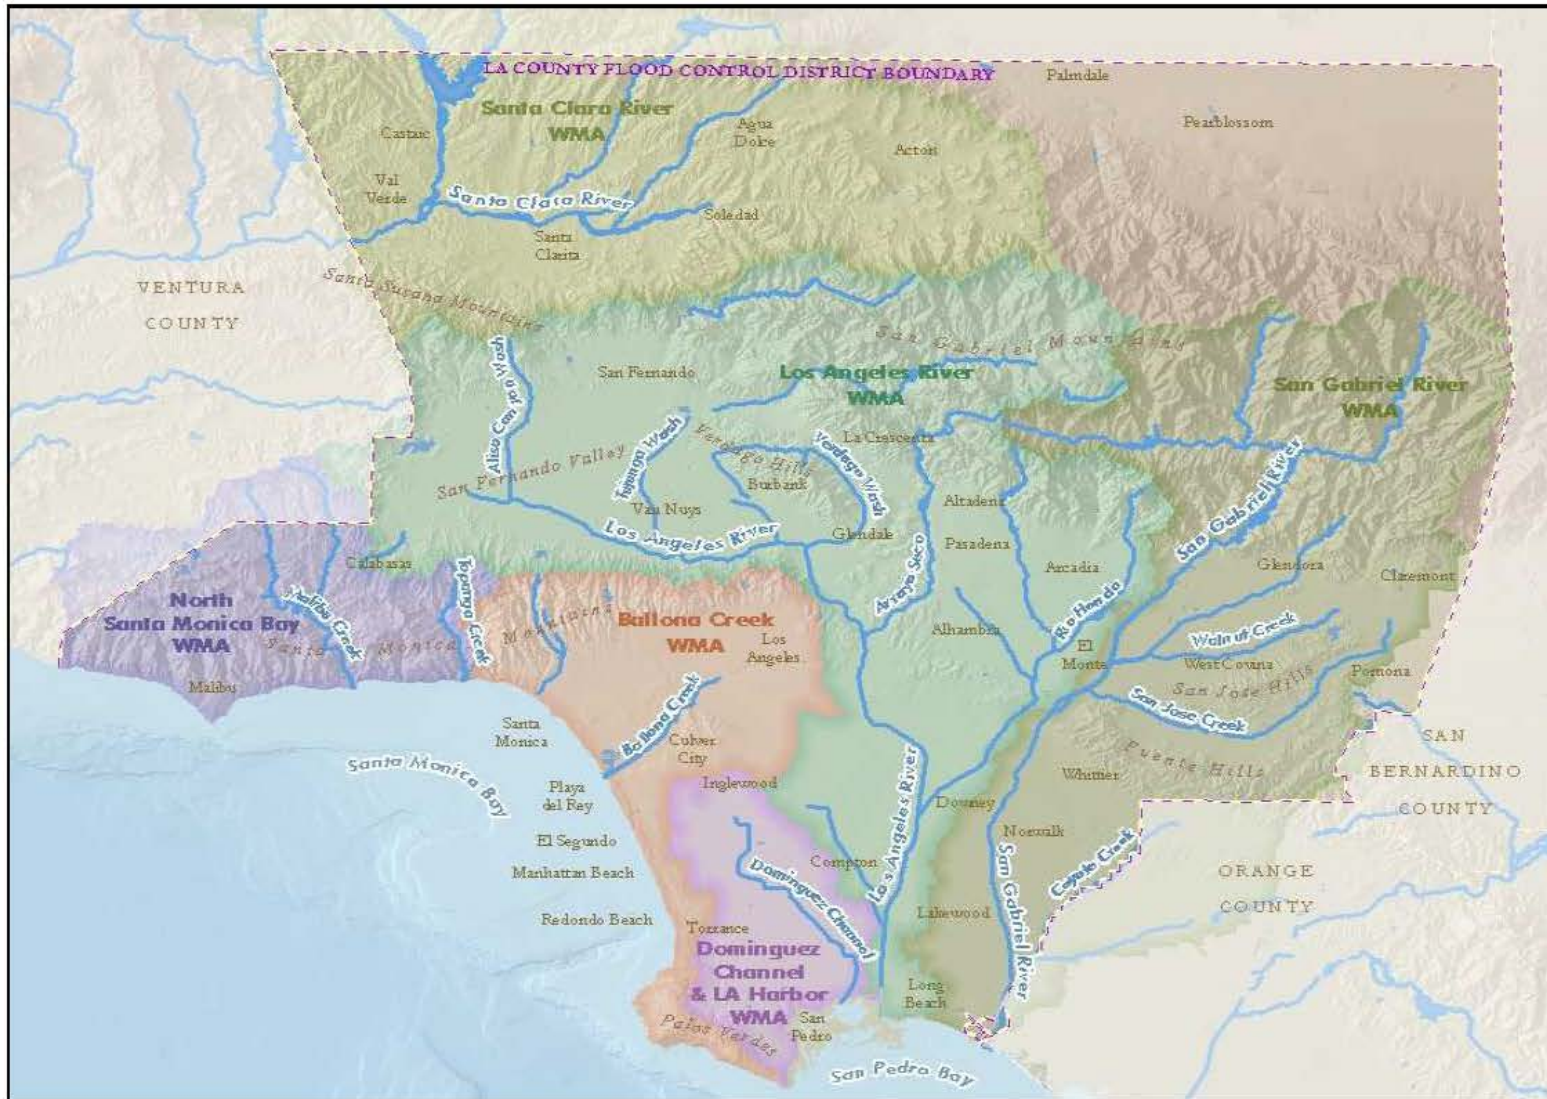 LA COUNTY FLOOD CONTROL DISTRICT BOUNDARY
Palmdale
Pearblossom
Santa Clara River
WMA
Castaic
Agua
Dolce
Acton
Val
Verde
Santa Clara River
Soledad
Santa
Clarita
VENTURA
COUNTY
Santa Susana Mountains
San Gabriel Mountains
San Fernando
Los Angeles River
WMA
San Gabriel River
WMA
Aliso Canyon Wash
Tujunga Wash
Verdugo Hills
Verdugo Wash
La Crescenta
San Fernando Valley
Burbank
Van Nuys
Los Angeles River
Glendale
Altadena
Pasadena
Arcadia
Arroyo Seco
San Gabriel River
Glendora
Claremont
Calabasas
Topanga Creek
North
Santa Monica Bay
WMA
Malibu Creek
Santa Monica Mountains
Malibu
Ballona Creek
WMA
Los
Angeles
Alhambra
Rio Hondo
El
Monte
Walnut Creek
West Covina
San Jose Hills
Pomona
San Jose Creek
Puente Hills
Whittier
SAN
BERNARDINO
COUNTY
Santa
Monica
Santa Monica Bay
Ballona Creek
Culver
City
Inglewood
Playa
del Rey
El Segundo
Manhattan Beach
Redondo Beach
Los Angeles River
Downey
Norwalk
Compton
Dominguez Channel
Coyote Creek
San Gabriel River
Lakewood
ORANGE
COUNTY
Torrance
Dominguez
Channel
& LA Harbor
WMA
Long
Beach
San
Pedro
Palos Verdes
San Pedro Bay